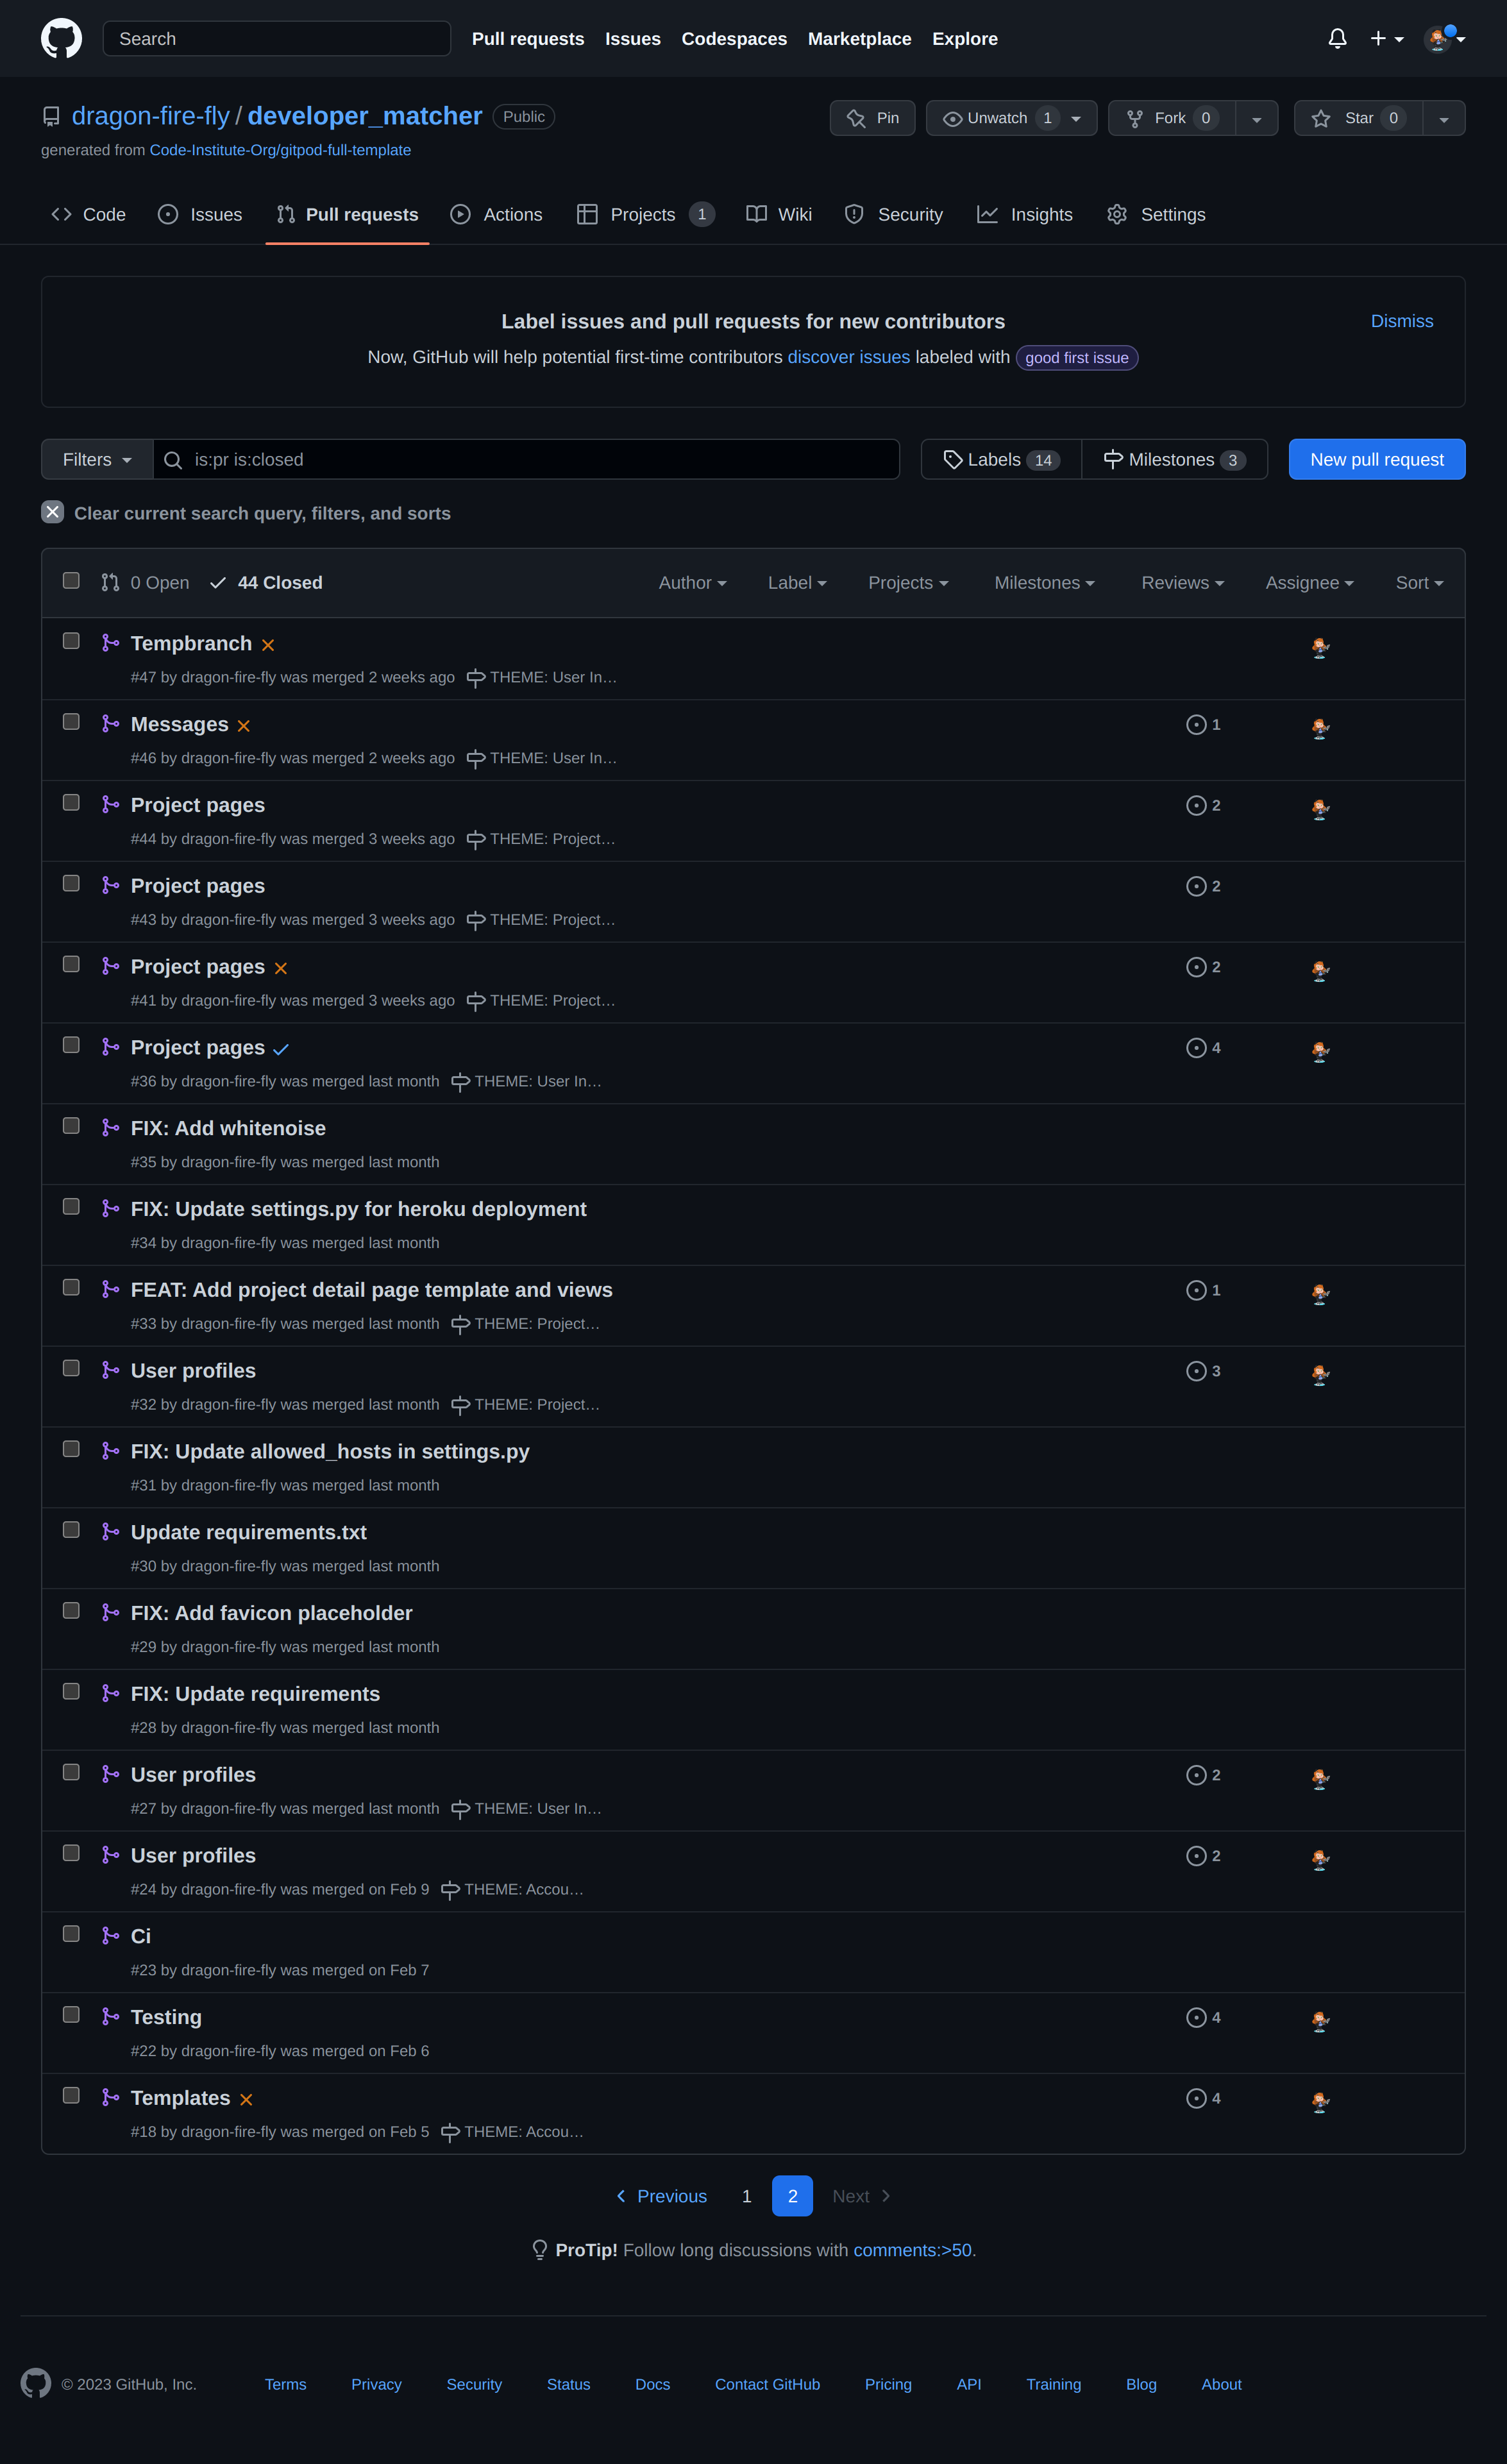 Search Pull requests Issues Codespaces Marketplace Explore
dragon-fire-fly / developer_matcher Public Pin Unwatch 1 Fork 0 Star 0
generated from Code-Institute-Org/gitpod-full-template
Code Issues Pull requests Actions Projects 1 Wiki Security Insights Settings
Label issues and pull requests for new contributors Dismiss
Now, GitHub will help potential first-time contributors discover issues labeled with good first issue
Filters is:pr is:closed Labels 14 Milestones 3 New pull request
Clear current search query, filters, and sorts
0 Open 44 Closed Author Label Projects Milestones Reviews Assignee Sort
Tempbranch
#47 by dragon-fire-fly was merged 2 weeks ago THEME: User In…
Messages 1
#46 by dragon-fire-fly was merged 2 weeks ago THEME: User In…
Project pages 2
#44 by dragon-fire-fly was merged 3 weeks ago THEME: Project…
Project pages 2
#43 by dragon-fire-fly was merged 3 weeks ago THEME: Project…
Project pages 2
#41 by dragon-fire-fly was merged 3 weeks ago THEME: Project…
Project pages 4
#36 by dragon-fire-fly was merged last month THEME: User In…
FIX: Add whitenoise
#35 by dragon-fire-fly was merged last month
FIX: Update settings.py for heroku deployment
#34 by dragon-fire-fly was merged last month
FEAT: Add project detail page template and views 1
#33 by dragon-fire-fly was merged last month THEME: Project…
User profiles 3
#32 by dragon-fire-fly was merged last month THEME: Project…
FIX: Update allowed_hosts in settings.py
#31 by dragon-fire-fly was merged last month
Update requirements.txt
#30 by dragon-fire-fly was merged last month
FIX: Add favicon placeholder
#29 by dragon-fire-fly was merged last month
FIX: Update requirements
#28 by dragon-fire-fly was merged last month
User profiles 2
#27 by dragon-fire-fly was merged last month THEME: User In…
User profiles 2
#24 by dragon-fire-fly was merged on Feb 9 THEME: Accou…
Ci
#23 by dragon-fire-fly was merged on Feb 7
Testing 4
#22 by dragon-fire-fly was merged on Feb 6
Templates 4
#18 by dragon-fire-fly was merged on Feb 5 THEME: Accou…
Previous 1 2 Next
ProTip! Follow long discussions with comments:>50.
© 2023 GitHub, Inc. Terms Privacy Security Status Docs Contact GitHub Pricing API Training Blog About